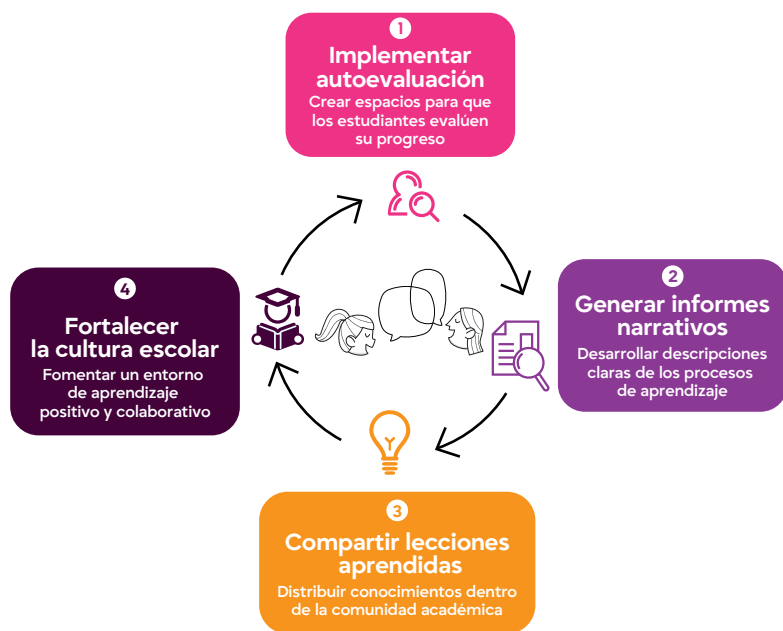 1
Implementar
autoevaluación
Crear espacios para que
los estudiantes evalúen
su progreso
2
Generar informes
narrativos
Desarrollar descripciones
claras de los procesos
de aprendizaje
3
Compartir lecciones
aprendidas
Distribuir conocimientos dentro
de la comunidad académica
4
Fortalecer
la cultura escolar
Fomentar un entorno
de aprendizaje
positivo y colaborativo